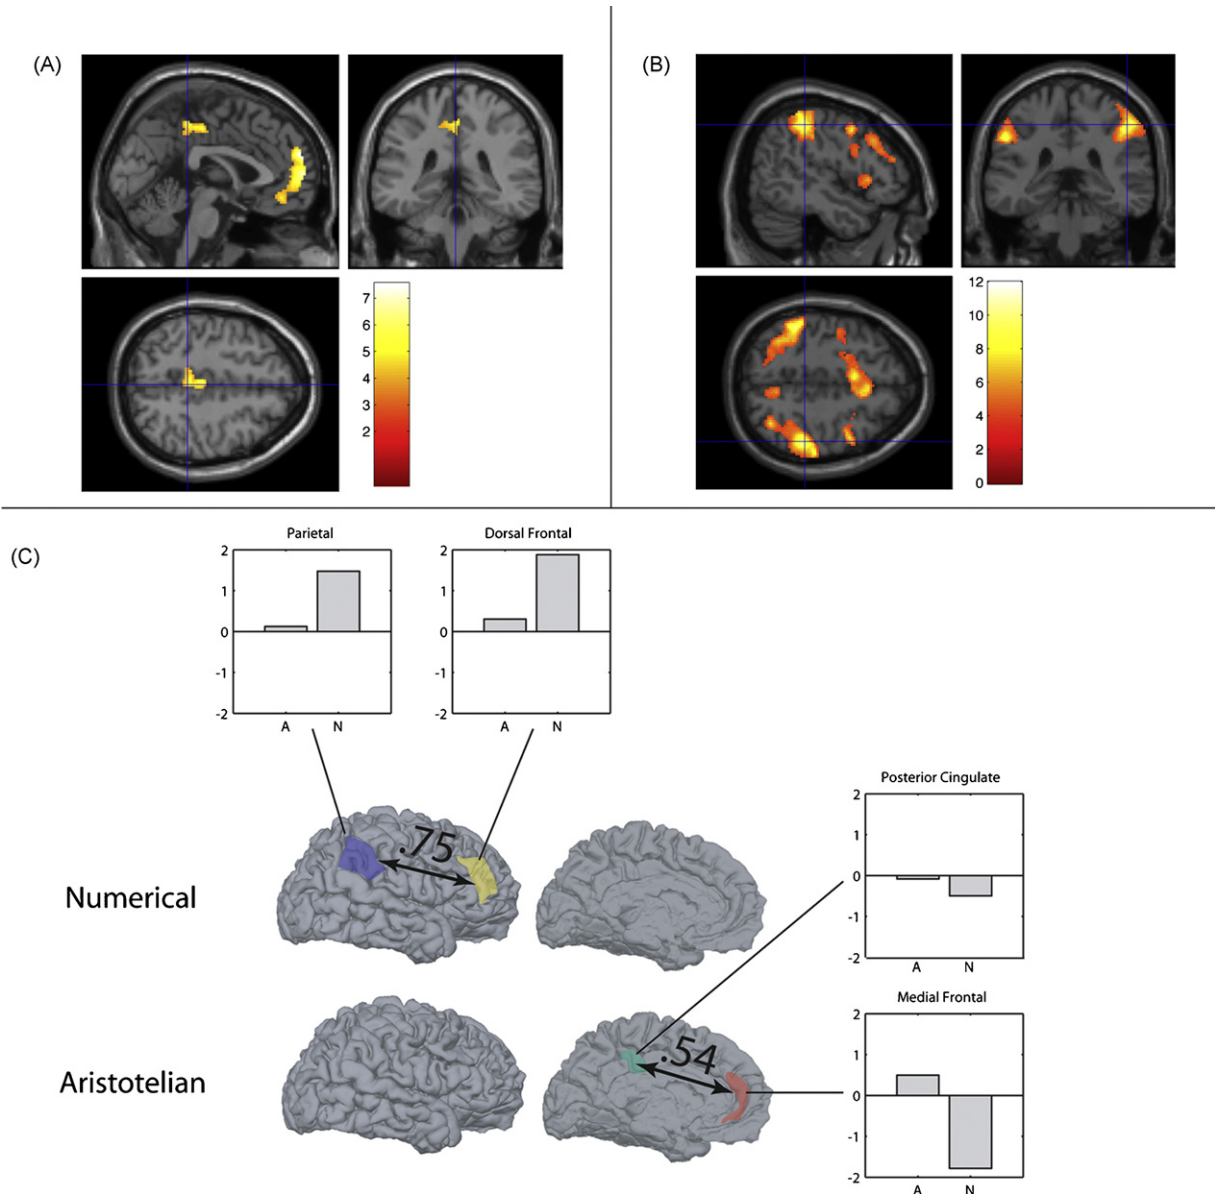 (A)
(B)
7
6
5
4
3
2
12
10
8
6
4
2
0
(C)
Parietal
Dorsal Frontal
2
1
0
-1
-2
A N
2
1
0
-1
-2
A N
.75
Numerical
Posterior Cingulate
2
1
0
-1
-2
A N
.54
Aristotelian
Medial Frontal
2
1
0
-1
-2
A N